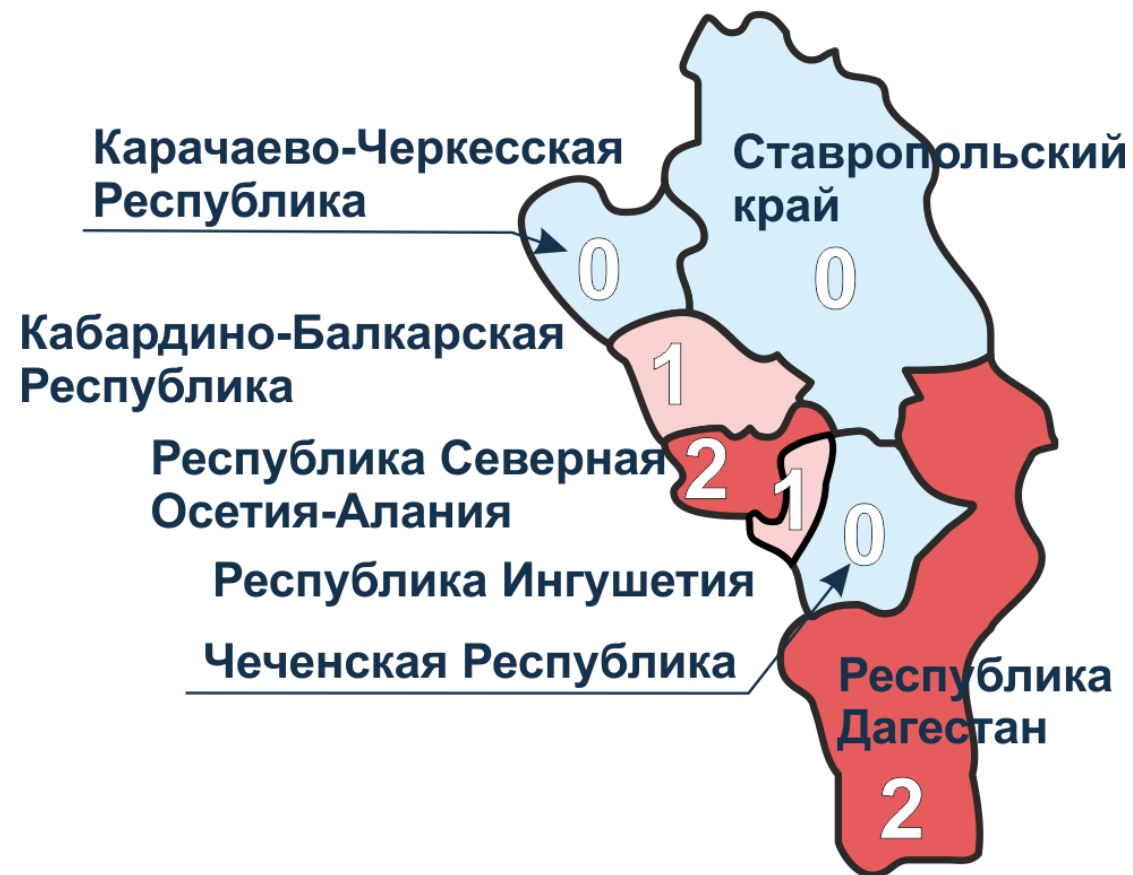 Карачаево-Черкесская
Республика
0
Ставропольский
край
0
Кабардино-Балкарская
Республика
1
Республика Северная
Осетия-Алания
2
Республика Ингушетия
1
Чеченская Республика
0
Республика
Дагестан
2